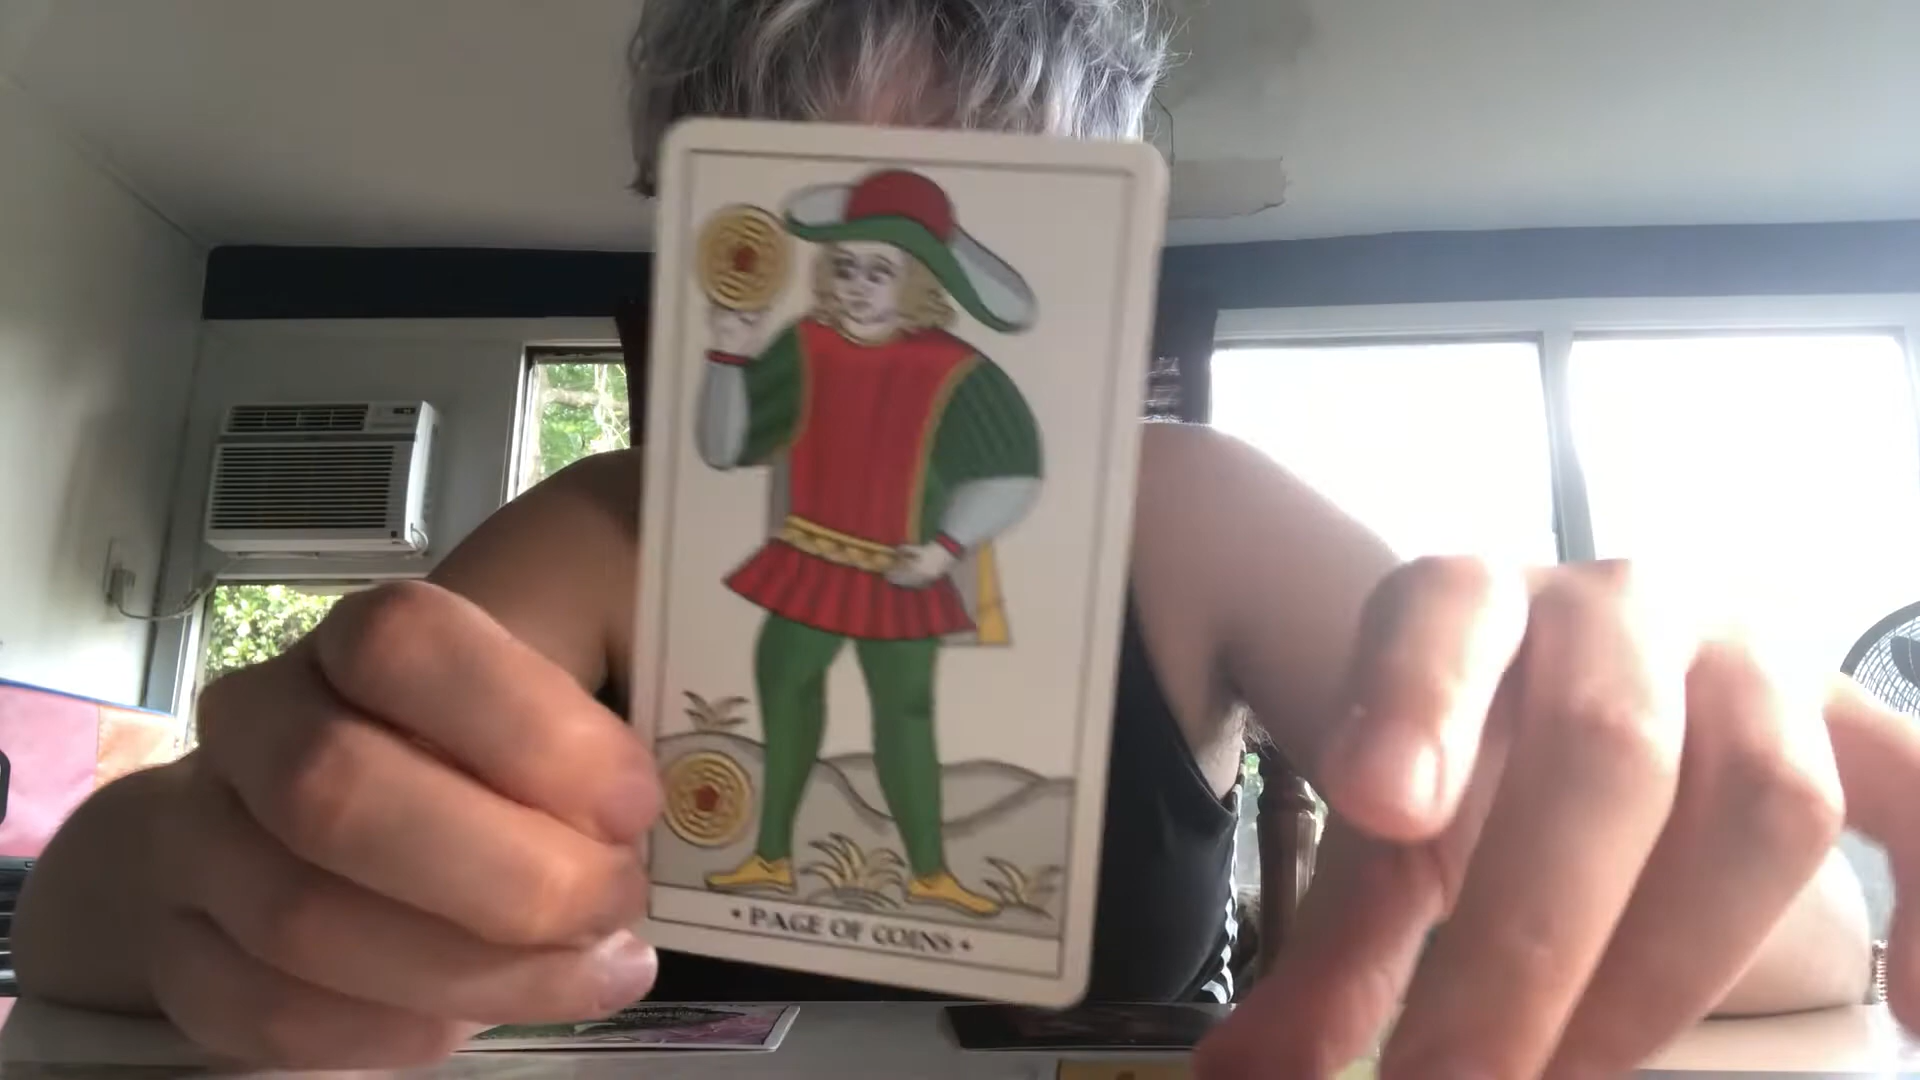 • PAGE OF COINS •